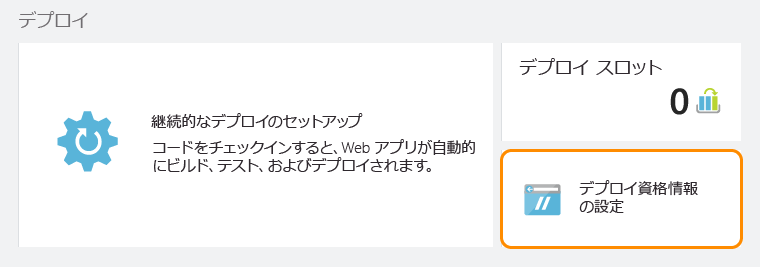 デプロイ
継続的なデプロイのセットアップ
コードをチェックインすると、Web アプリが自動的
にビルド、テスト、およびデプロイされます。
デプロイ スロット
0
デプロイ資格情報
の設定